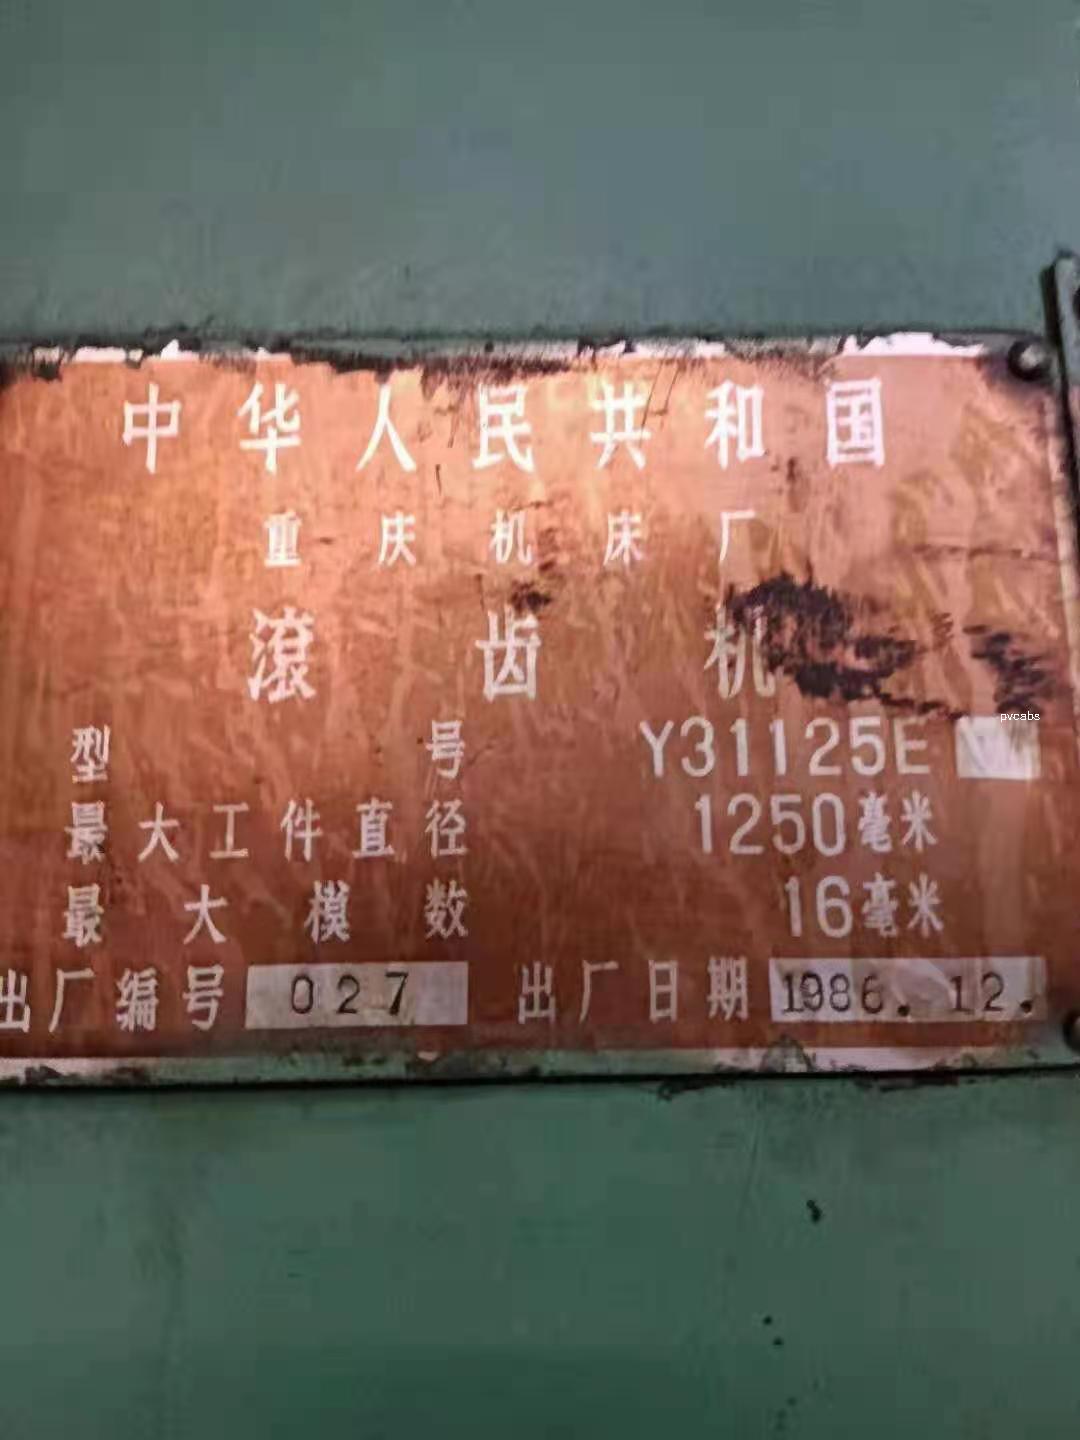 中华人民共和国
重庆机床厂
滚齿机
型号 Y31125E
pvcabs
最大工件直径 1250毫米
最大模数 16毫米
出厂编号 027 出厂日期 1986.12.